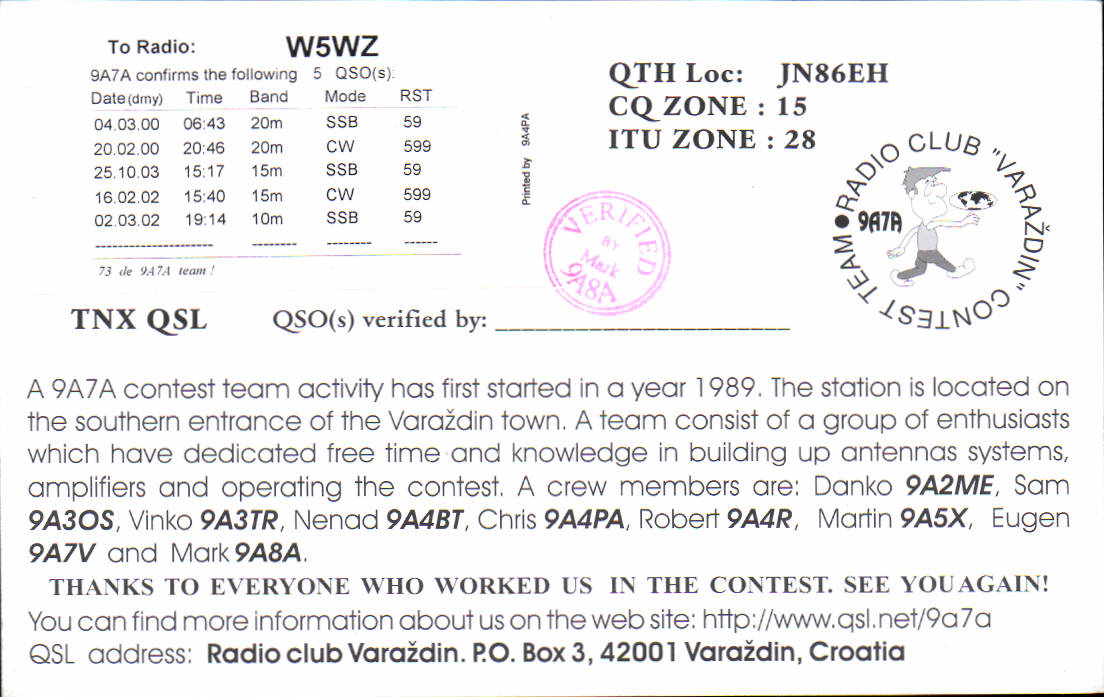 To Radio: W5WZ
9A7A confirms the following 5 QSO(s):
Date(dmy) Time Band Mode RST
04.03.00 06:43 20m SSB 59
20.02.00 20:46 20m CW 599
25.10.03 15:17 15m SSB 59
16.02.02 15:40 15m CW 599
02.03.02 19:14 10m SSB 59
73 de 9A7A team !
Printed by 9A4PA
QTH Loc: JN86EH
CQ ZONE : 15
ITU ZONE : 28
VERIFIED
BY
Mark
9A8A
RADIO CLUB "VARAŽDIN" CONTEST TEAM
9A7A
TNX QSL QSO(s) verified by: ______________________
A 9A7A contest team activity has first started in a year 1989. The station is located on
the southern entrance of the Varaždin town. A team consist of a group of enthusiasts
which have dedicated free time and knowledge in building up antennas systems,
amplifiers and operating the contest. A crew members are: Danko 9A2ME, Sam
9A3OS, Vinko 9A3TR, Nenad 9A4BT, Chris 9A4PA, Robert 9A4R, Martin 9A5X, Eugen
9A7V and Mark 9A8A.
THANKS TO EVERYONE WHO WORKED US IN THE CONTEST. SEE YOU AGAIN!
You can find more information about us on the web site: http://www.qsl.net/9a7a
QSL address: Radio club Varaždin. P.O. Box 3, 42001 Varaždin, Croatia